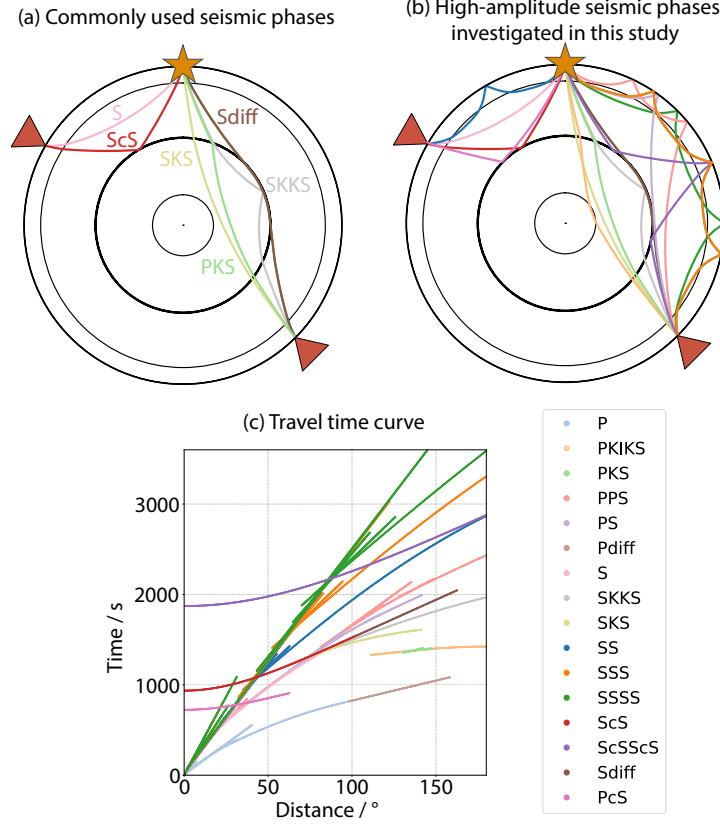 (a) Commonly used seismic phases
(b) High-amplitude seismic phases
investigated in this study
S
ScS
Sdiff
SKS
SKKS
PKS
(c) Travel time curve
Time / s
3000
2000
1000
0
0
50
100
150
Distance / °
P
PKIKS
PKS
PPS
PS
Pdiff
S
SKKS
SKS
SS
SSS
SSSS
ScS
ScSScS
Sdiff
PcS